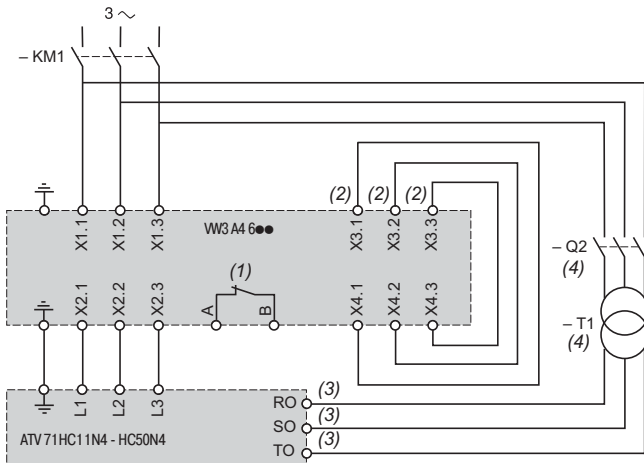 3 ~
– KM1
(2) (2) (2)
X1.1 X1.2 X1.3 VW3 A4 6●● X3.1 X3.2 X3.3
– Q2
(4)
(1)
X2.1 X2.2 X2.3 A B X4.1 X4.2 X4.3
– T1
(4)
L1 L2 L3 RO (3)
SO (3)
ATV 71HC11N4 - HC50N4
TO (3)